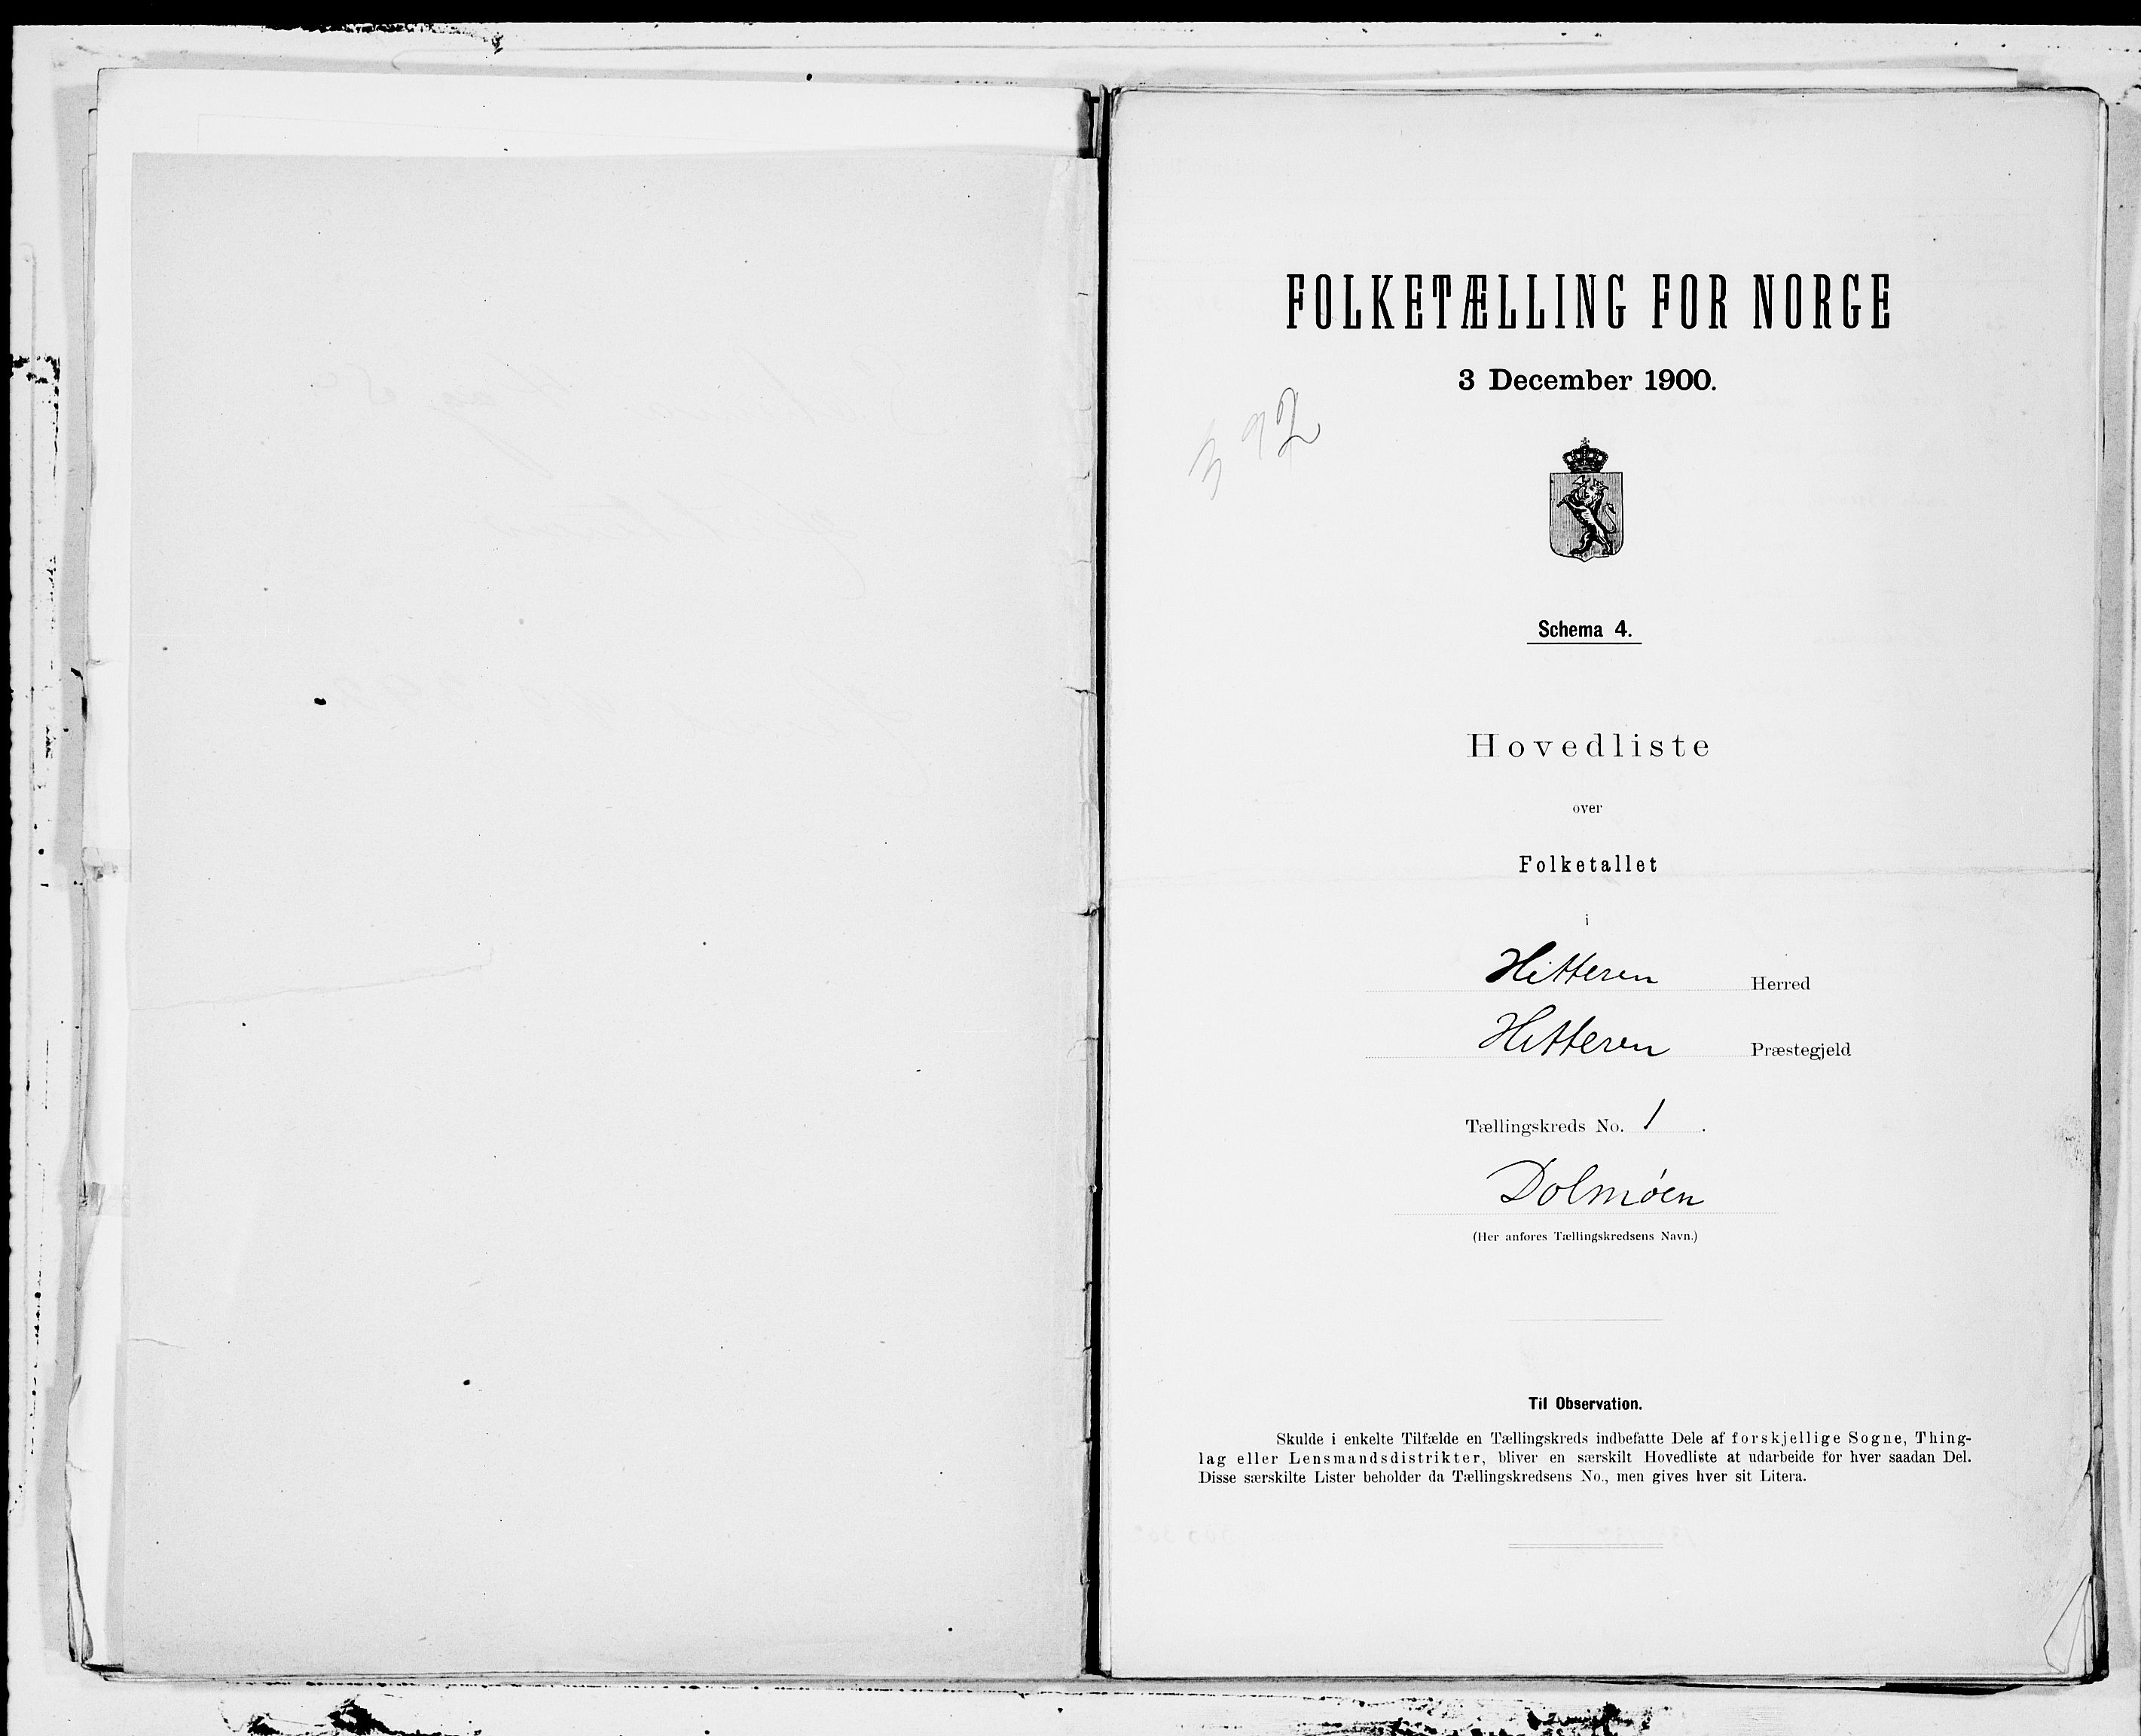 FOLKETÆLLING FOR NORGE
3 December 1900.
392
Schema 4.
Hovedliste
over
Folketallet
i
Hitteren Herred
Hitteren Præstegjeld
Tællingskreds No. 1.
Dolmøen
(Her anføres Tællingskredsens Navn.)
Til Observation.
Skulde i enkelte Tilfælde en Tællingskreds indbefatte Dele af forskjellige Sogne, Thing-
lag eller Lensmandsdistrikter, bliver en særskilt Hovedliste at udarbeide for hver saadan Del.
Disse særskilte Lister beholder da Tællingskredsens No., men gives hver sit Litera.